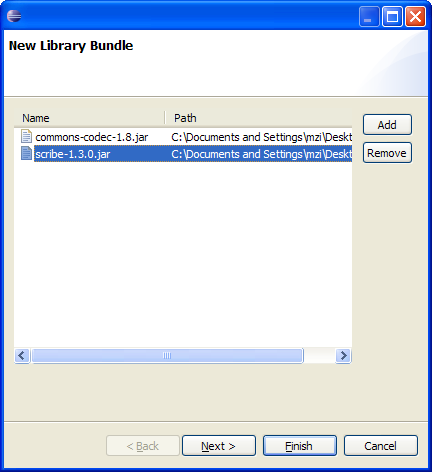 New Library Bundle
Name Path
commons-codec-1.8.jar C:\Documents and Settings\mzi\Deskt
scribe-1.3.0.jar C:\Documents and Settings\mzi\Deskt
Add
Remove
< Back Next > Finish Cancel